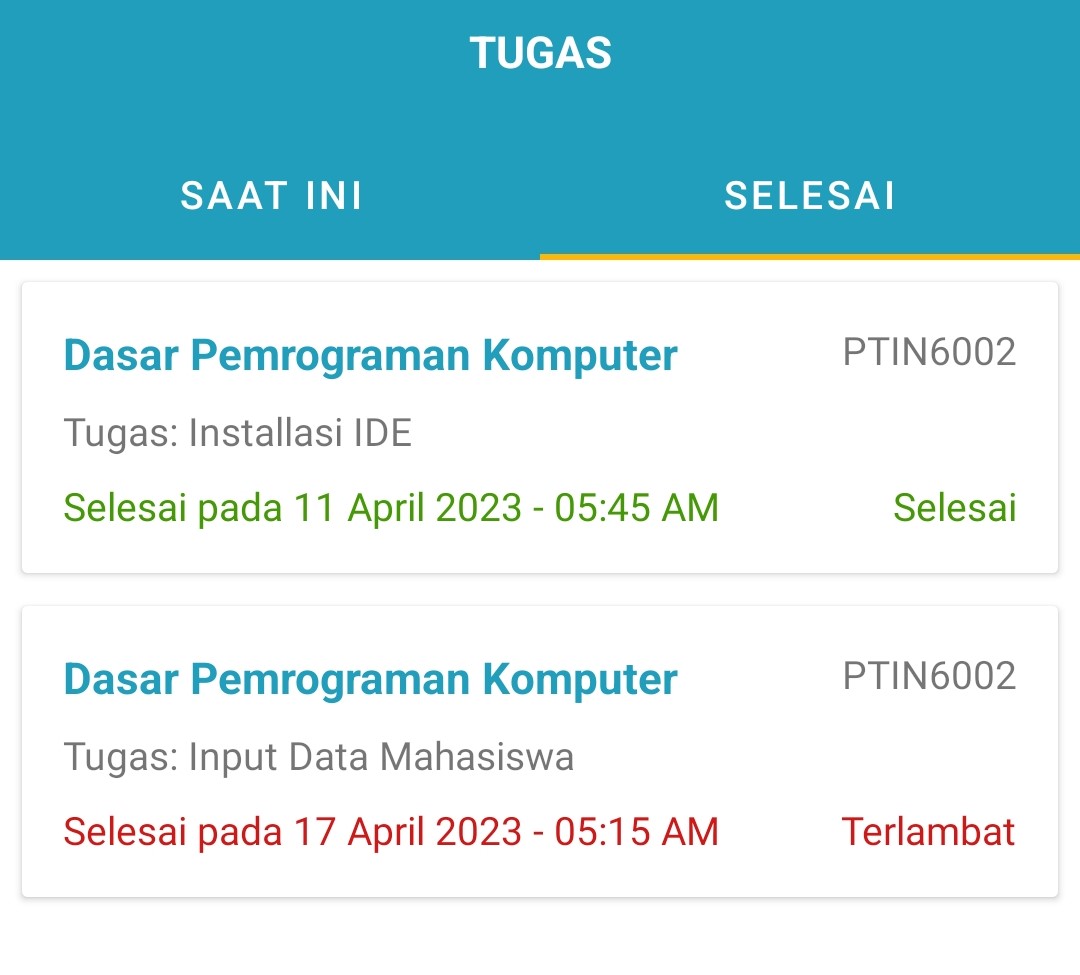 TUGAS
SAAT INI
SELESAI
Dasar Pemrograman Komputer
PTIN6002
Tugas: Installasi IDE
Selesai pada 11 April 2023 - 05:45 AM
Selesai
Dasar Pemrograman Komputer
PTIN6002
Tugas: Input Data Mahasiswa
Selesai pada 17 April 2023 - 05:15 AM
Terlambat